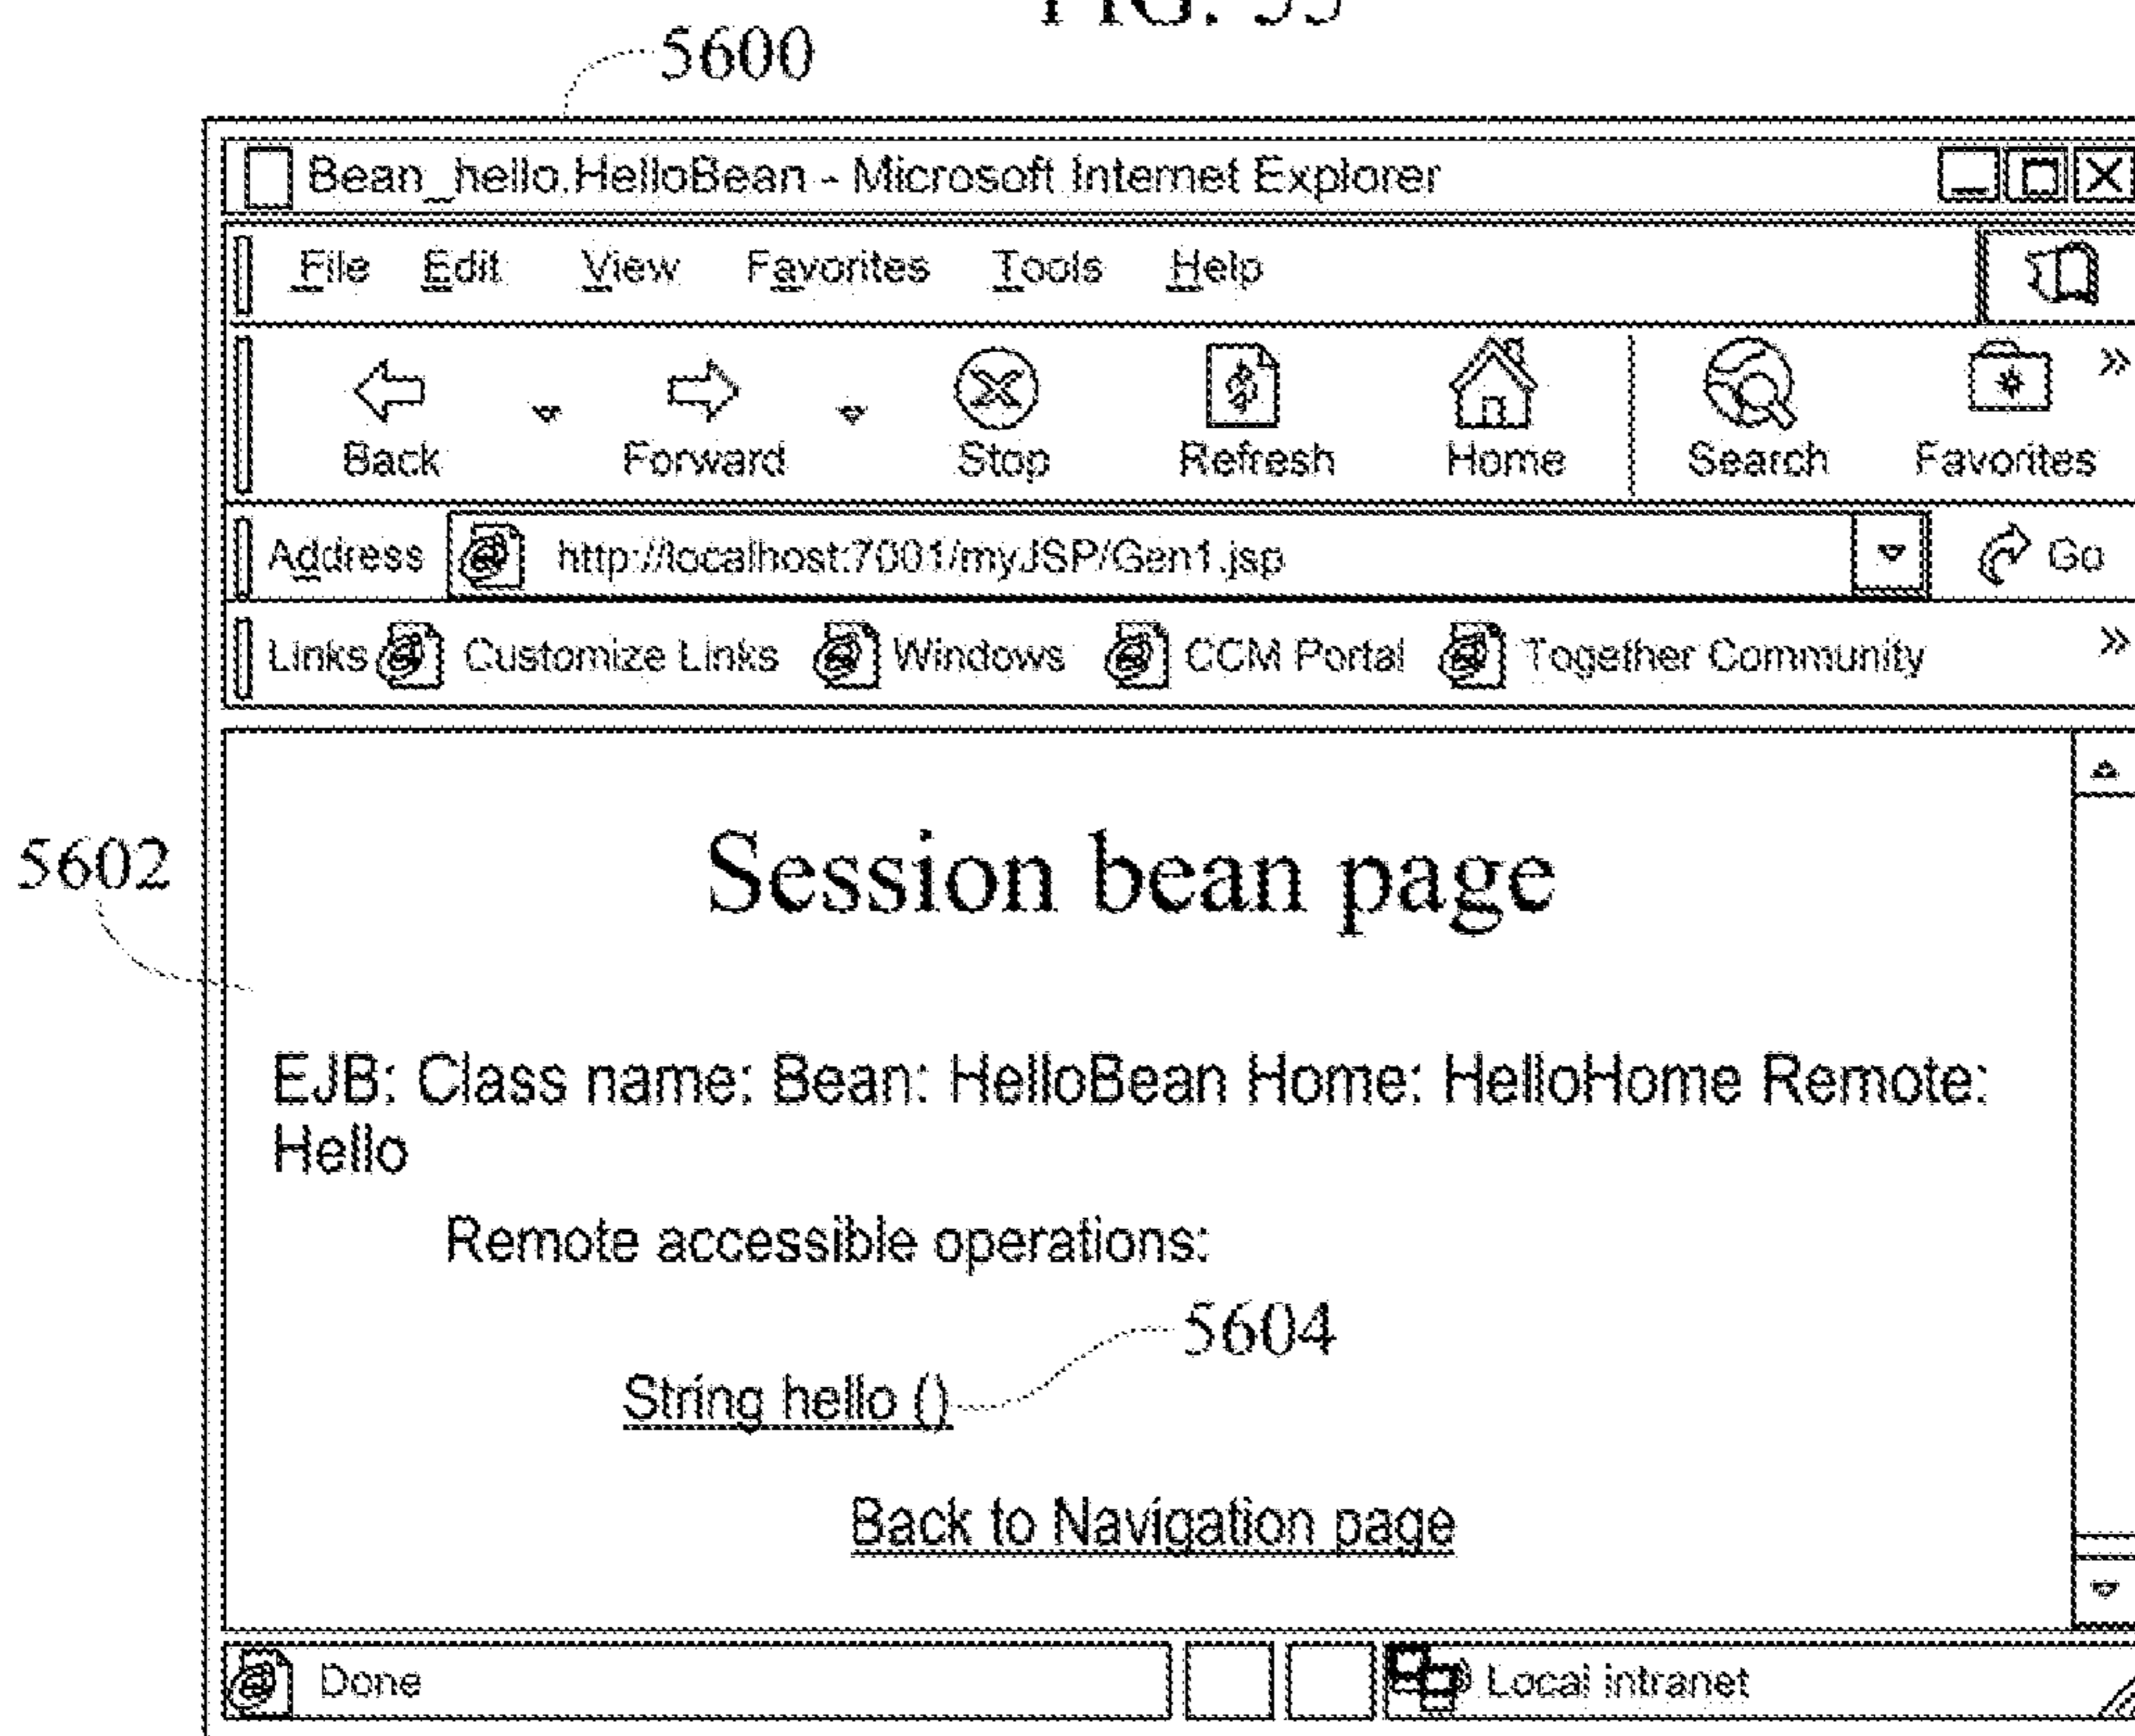 FIG. 55
5600
Bean_hello.HelloBean - Microsoft Internet Explorer
File Edit View Favorites Tools Help
Back Forward Stop Refresh Home Search Favorites »
Address http://localhost:7001/myJSP/Gen1.jsp Go
Links Customize Links Windows CCM Portal Together Community »
5602
Session bean page
EJB: Class name: Bean: HelloBean Home: HelloHome Remote:
Hello
Remote accessible operations:
5604
String hello ()
Back to Navigation page
Done Local intranet